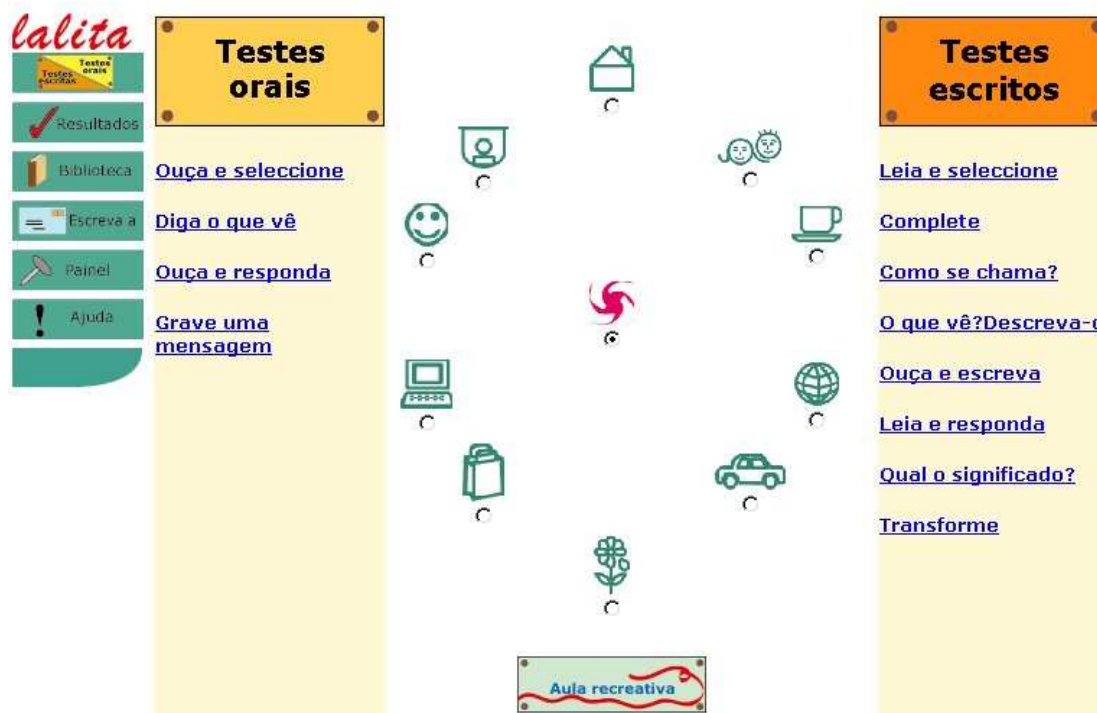 lalita
Testes escritas
Testes orais
Resultados
Biblioteca
Escreva a
Painel
Ajuda
Testes
orais
Ouça e seleccione
Diga o que vê
Ouça e responda
Grave uma
mensagem
Aula recreativa
Testes
escritos
Leia e seleccione
Complete
Como se chama?
O que vê?Descreva-o
Ouça e escreva
Leia e responda
Qual o significado?
Transforme